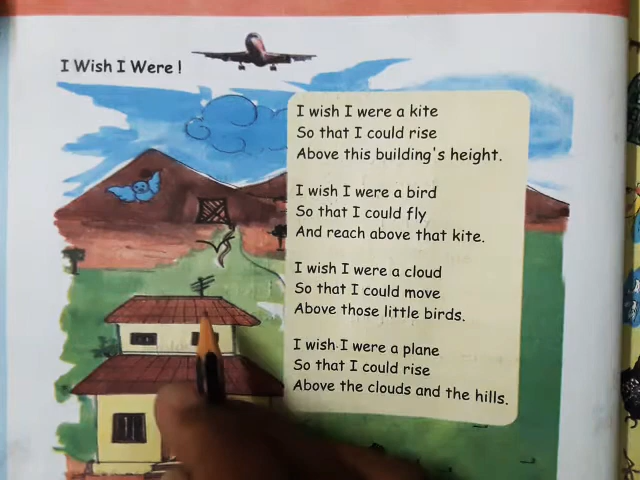 I Wish I Were !
I wish I were a kite
So that I could rise
Above this building's height.
I wish I were a bird
So that I could fly
And reach above that kite.
I wish I were a cloud
So that I could move
Above those little birds.
I wish I were a plane
So that I could rise
Above the clouds and the hills.